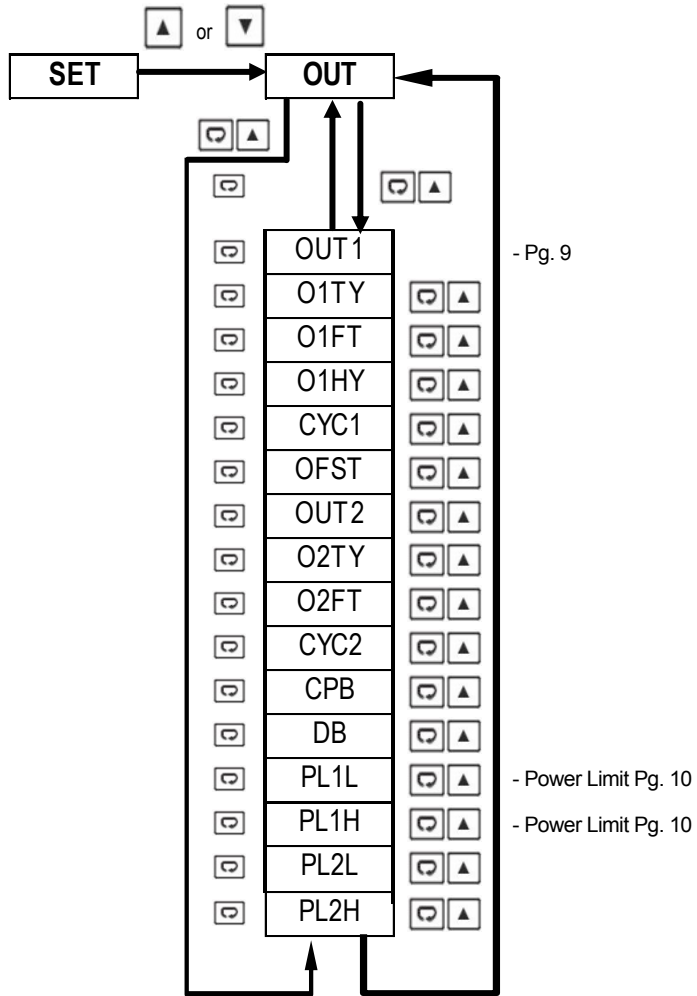 or
SET
OUT
OUT1 - Pg. 9
O1TY
O1FT
O1HY
CYC1
OFST
OUT2
O2TY
O2FT
CYC2
CPB
DB
PL1L - Power Limit Pg. 10
PL1H - Power Limit Pg. 10
PL2L
PL2H